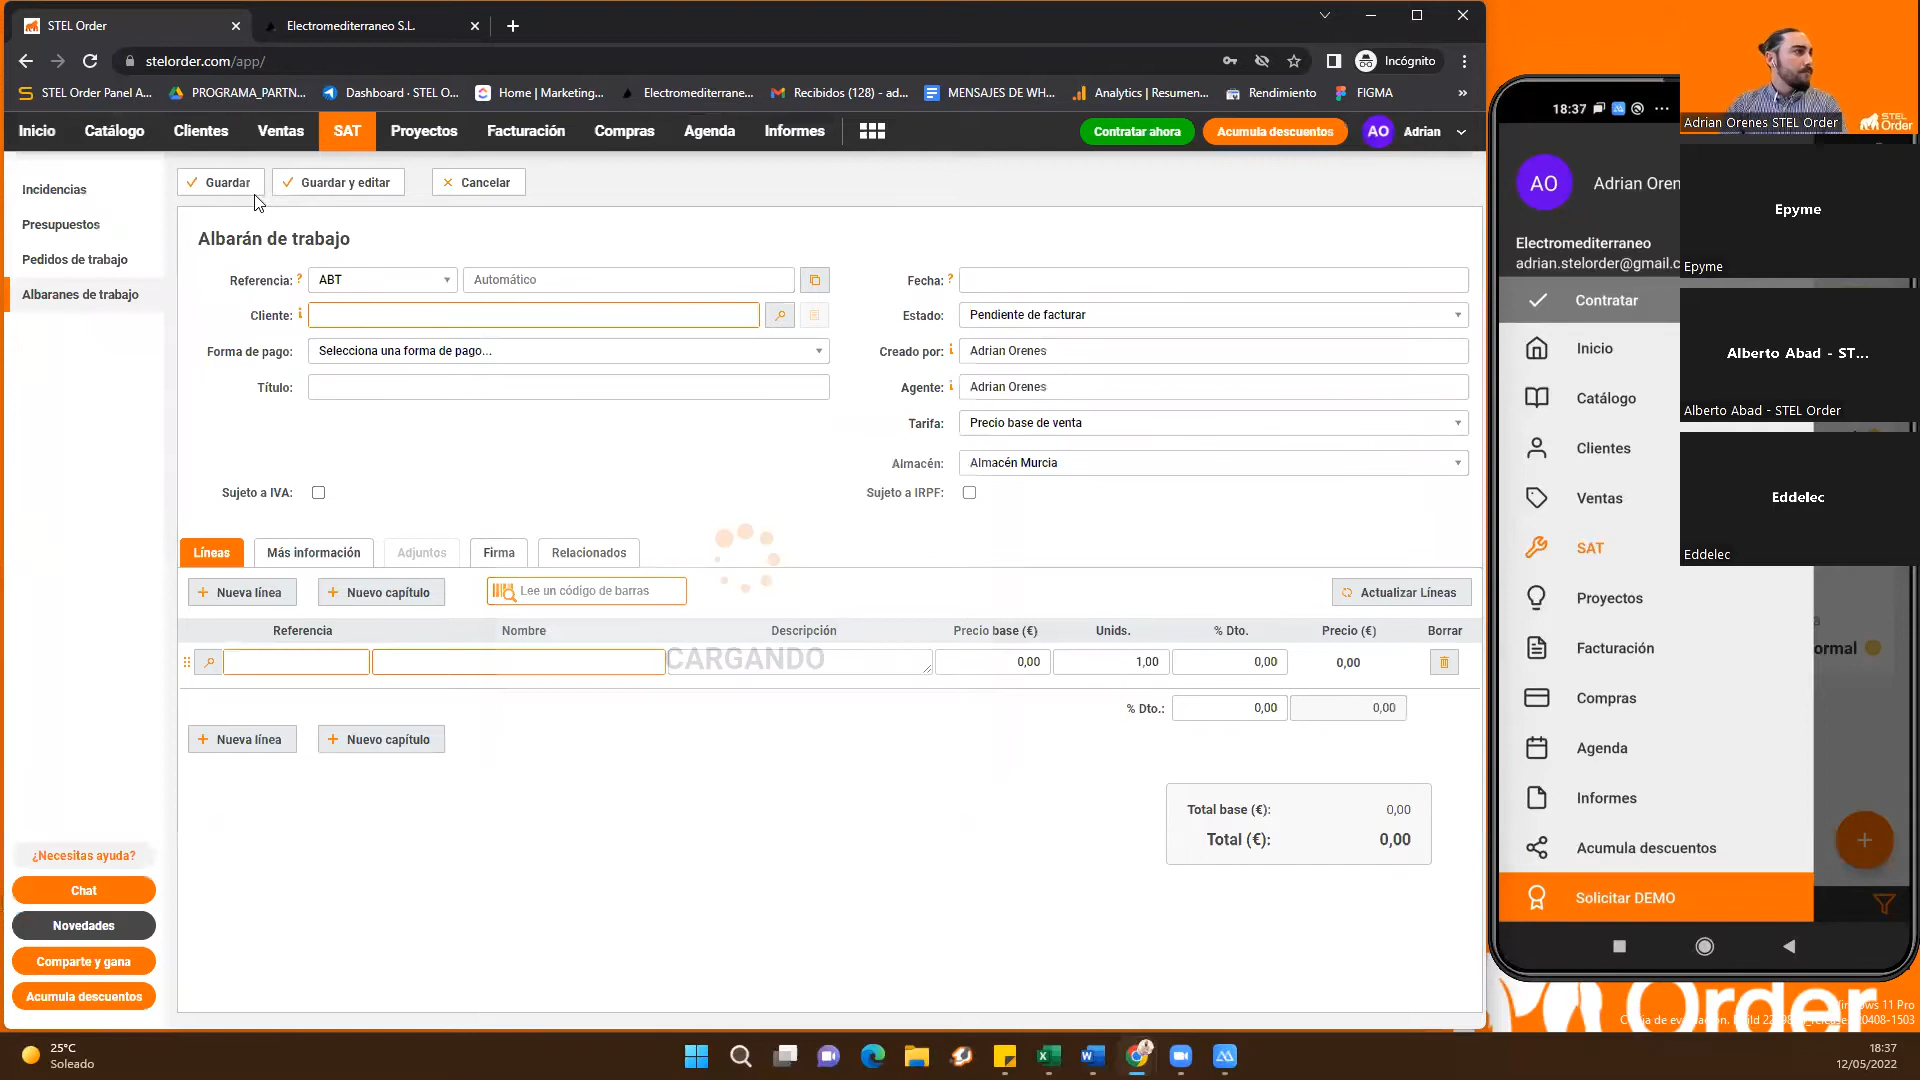 STEL Order
Electromediterraneo S.L.
stelorder.com/app/
Incógnito
STEL Order Panel A...
PROGRAMA_PARTN...
Dashboard · STEL O...
Home | Marketing...
Electromediterrane...
Recibidos (128) - ad...
MENSAJES DE WH...
Analytics | Resumen...
Rendimiento
FIGMA
»
Inicio
Catálogo
Clientes
Ventas
SAT
Proyectos
Facturación
Compras
Agenda
Informes
Contratar ahora
Acumula descuentos
AO
Adrian
Incidencias
Presupuestos
Pedidos de trabajo
Albaranes de trabajo
Guardar
Guardar y editar
Cancelar
Albarán de trabajo
Referencia: ?
ABT
Automático
Fecha: ?
Cliente: i
Estado:
Pendiente de facturar
Forma de pago:
Selecciona una forma de pago...
Creado por: i
Adrian Orenes
Título:
Agente: i
Adrian Orenes
Tarifa:
Precio base de venta
Almacén:
Almacén Murcia
Sujeto a IVA:
Sujeto a IRPF:
Líneas
Más información
Adjuntos
Firma
Relacionados
+ Nueva línea
+ Nuevo capítulo
Lee un código de barras
Actualizar Líneas
Referencia
Nombre
Descripción
Precio base (€)
Unids.
% Dto.
Precio (€)
Borrar
CARGANDO
0,00
1,00
0,00
0,00
% Dto.:
0,00
0,00
+ Nueva línea
+ Nuevo capítulo
Total base (€):
0,00
Total (€):
0,00
¿Necesitas ayuda?
Chat
Novedades
Comparte y gana
Acumula descuentos
18:37
AO
Adrian Oren
Electromediterraneo
adrian.stelorder@gmail.c
Contratar
Inicio
Catálogo
Clientes
Ventas
SAT
Proyectos
Facturación
Compras
Agenda
Informes
Acumula descuentos
Solicitar DEMO
ormal
Adrian Orenes STEL Order
STEL
Order
Epyme
Epyme
Alberto Abad - ST...
Alberto Abad - STEL Order
Eddelec
Eddelec
Order
25°C
Soleado
18:37
12/05/2022